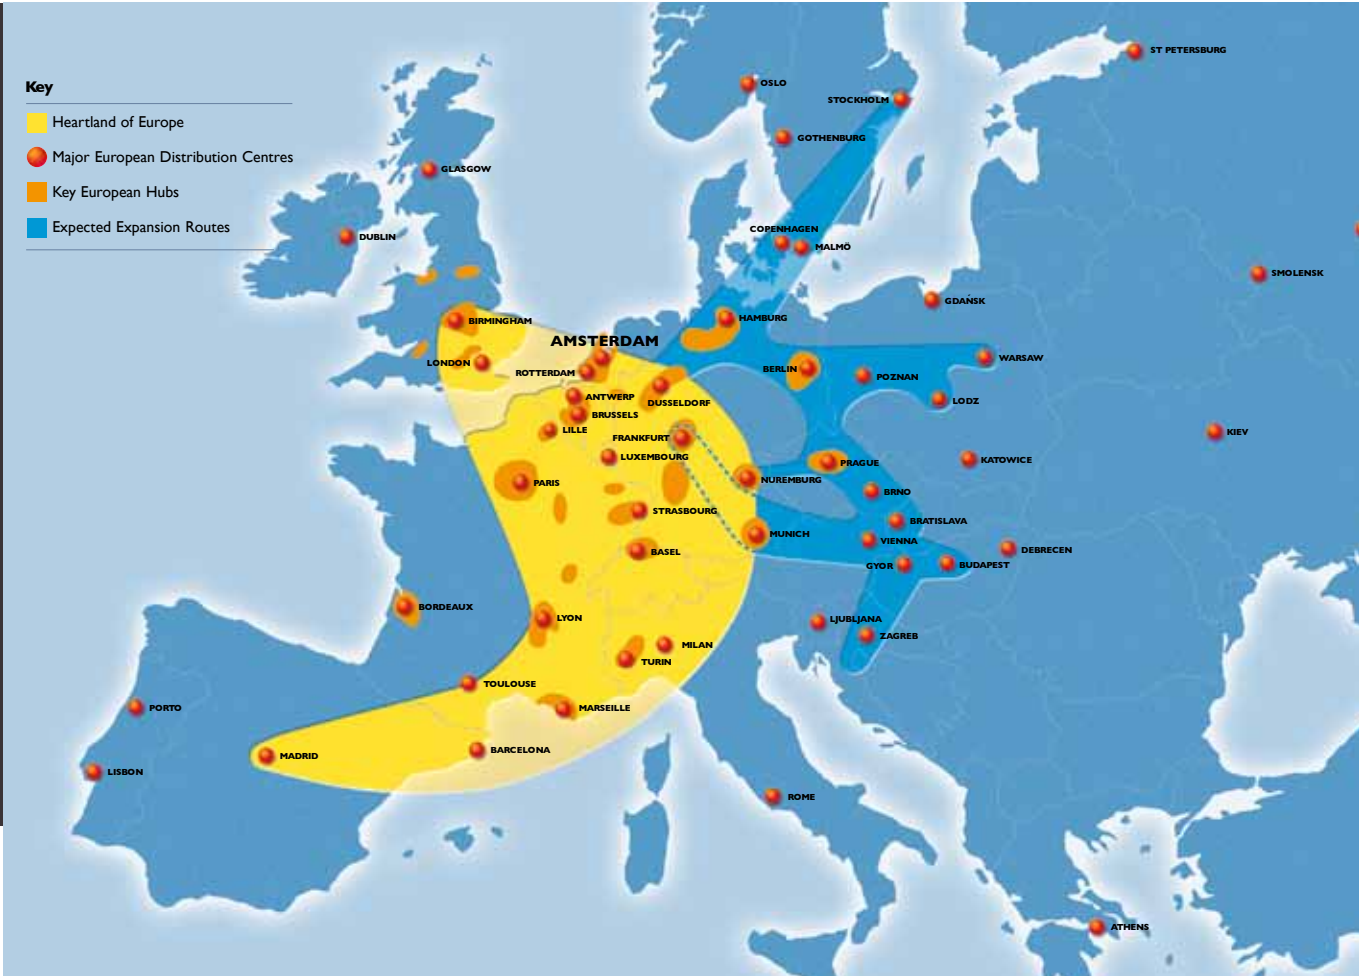 Key
Heartland of Europe
Major European Distribution Centres
Key European Hubs
Expected Expansion Routes
ST PETERSBURG
OSLO
STOCKHOLM
GOTHENBURG
GLASGOW
DUBLIN
COPENHAGEN
MALMÖ
SMOLENSK
GDAŃSK
BIRMINGHAM
HAMBURG
AMSTERDAM
LONDON
ROTTERDAM
BERLIN
WARSAW
POZNAN
ANTWERP
DUSSELDORF
LODZ
BRUSSELS
LILLE
FRANKFURT
KIEV
LUXEMBOURG
PRAGUE
KATOWICE
PARIS
NUREMBURG
BRNO
STRASBOURG
BRATISLAVA
MUNICH
VIENNA
BASEL
DEBRECEN
GYOR
BUDAPEST
BORDEAUX
LYON
LJUBLJANA
ZAGREB
MILAN
TURIN
TOULOUSE
PORTO
MARSEILLE
BARCELONA
MADRID
LISBON
ROME
ATHENS